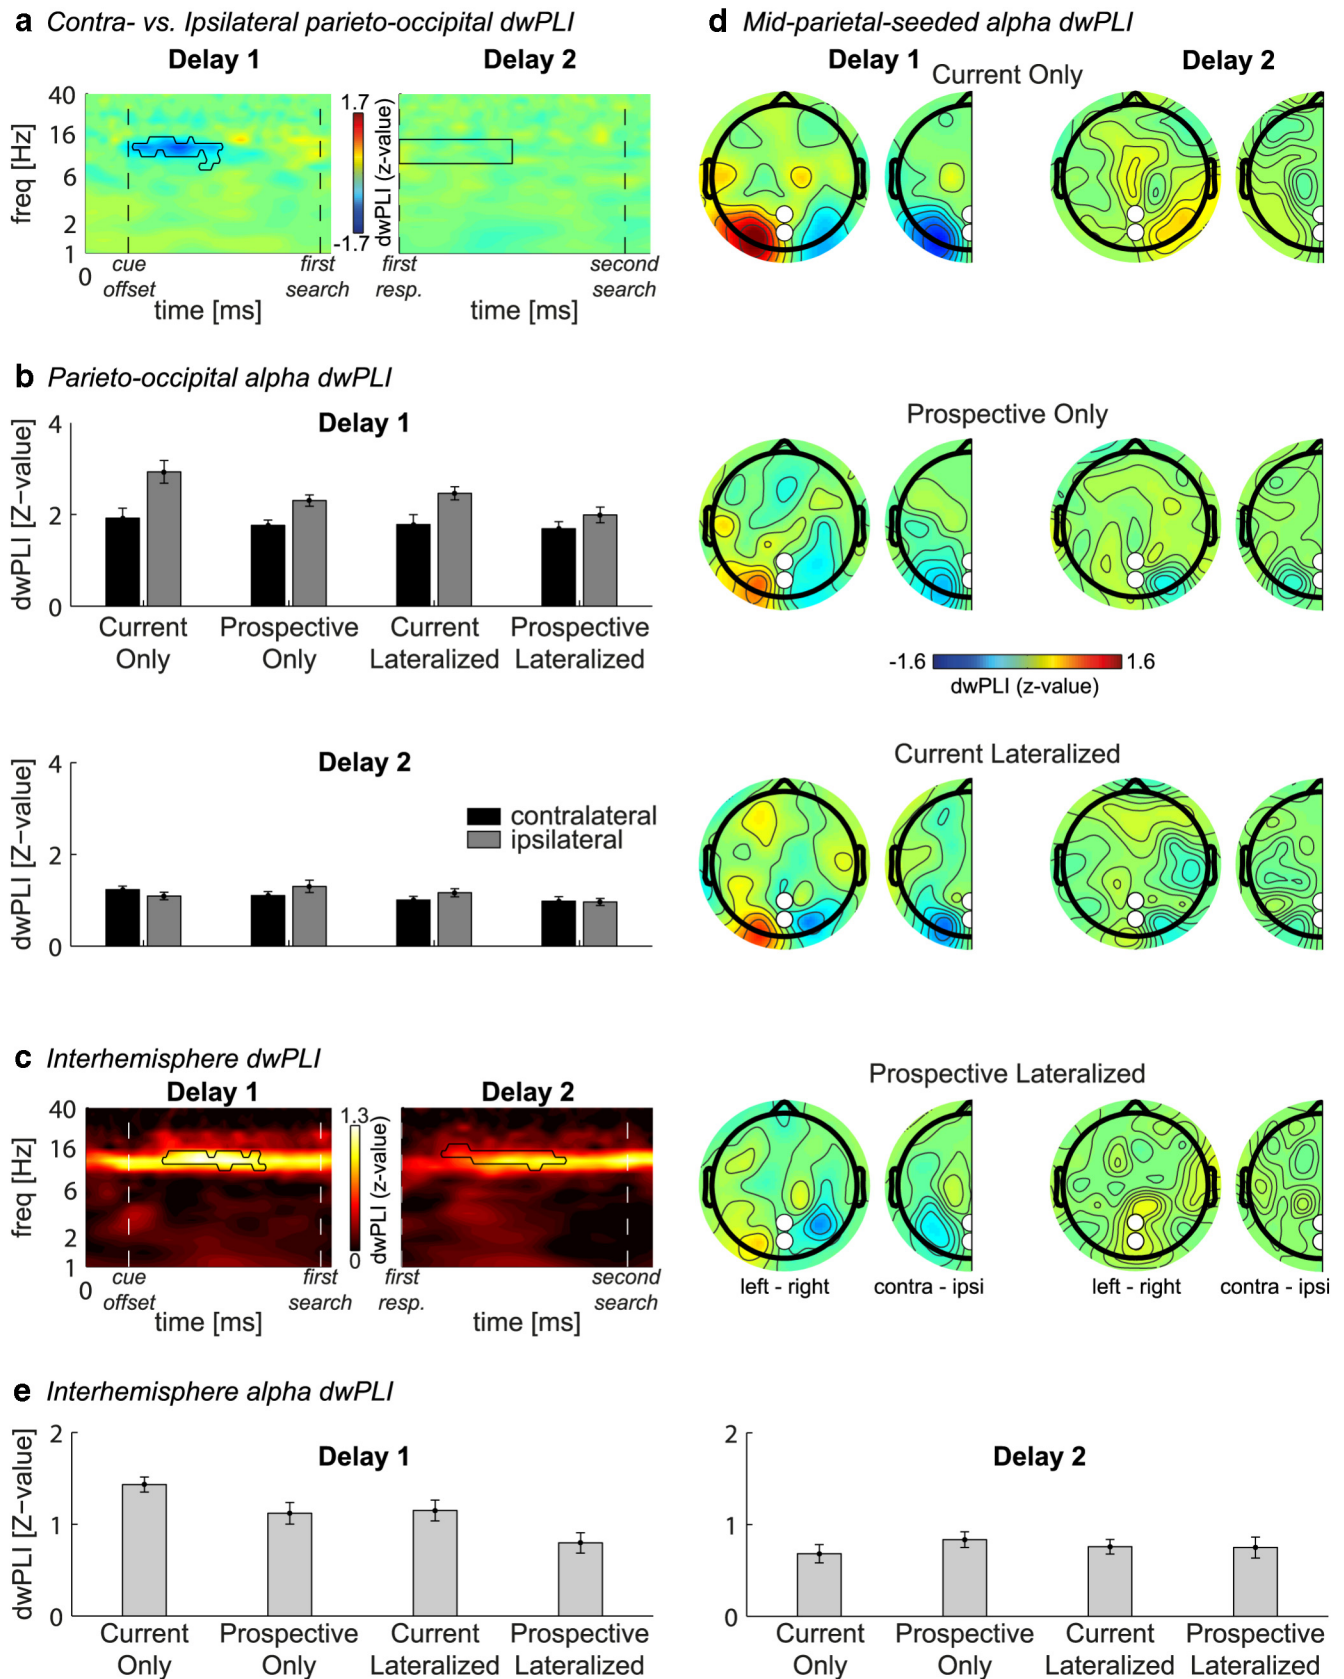 a Contra- vs. Ipsilateral parieto-occipital dwPLI
Delay 1
Delay 2
freq [Hz]
40
16
6
2
1
0
cue offset
first search
time [ms]
1.7
-1.7
dwPLI (z-value)
first resp.
second search
time [ms]
b Parieto-occipital alpha dwPLI
Delay 1
dwPLI [Z-value]
4
2
0
Current Only
Prospective Only
Current Lateralized
Prospective Lateralized
Delay 2
dwPLI [Z-value]
4
2
0
contralateral
ipsilateral
c Interhemisphere dwPLI
Delay 1
Delay 2
freq [Hz]
40
16
6
2
1
0
cue offset
first search
time [ms]
1.3
0
dwPLI (z-value)
first resp.
second search
time [ms]
d Mid-parietal-seeded alpha dwPLI
Delay 1
Delay 2
Current Only
Prospective Only
-1.6
1.6
dwPLI (z-value)
Current Lateralized
Prospective Lateralized
left - right
contra - ipsi
left - right
contra - ipsi
e Interhemisphere alpha dwPLI
Delay 1
dwPLI [Z-value]
2
1
0
Current Only
Prospective Only
Current Lateralized
Prospective Lateralized
Delay 2
2
1
0
Current Only
Prospective Only
Current Lateralized
Prospective Lateralized